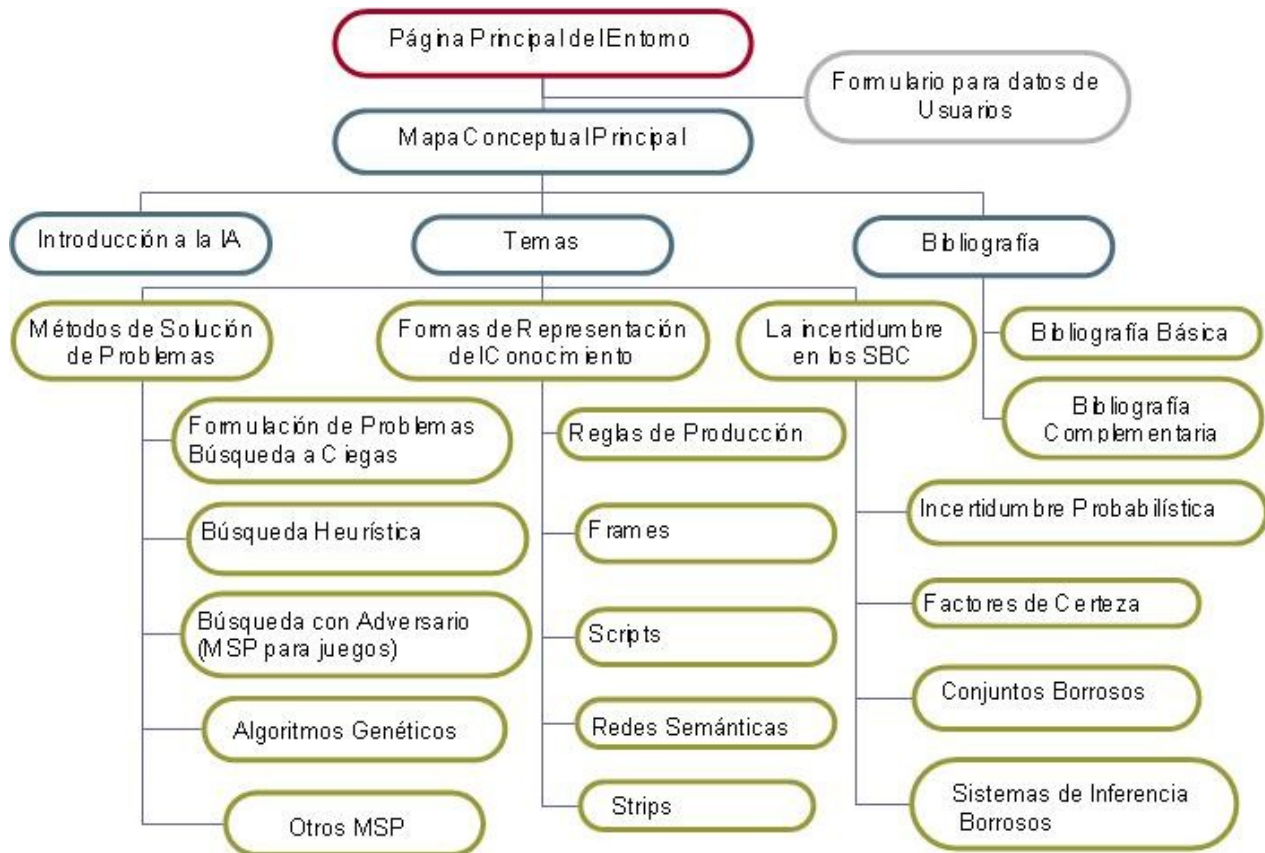 Página Principal del Entorno
Formulario para datos de
Usuarios
Mapa Conceptual Principal
Introducción a la IA
Temas
Bibliografía
Métodos de Solución
de Problemas
Formas de Representación
del Conocimiento
La incertidumbre
en los SBC
Bibliografía Básica
Bibliografía
Complementaria
Formulación de Problemas
Búsqueda a Ciegas
Búsqueda Heurística
Búsqueda con Adversario
(MSP para juegos)
Algoritmos Genéticos
Otros MSP
Reglas de Producción
Frames
Scripts
Redes Semánticas
Strips
Incertidumbre Probabilística
Factores de Certeza
Conjuntos Borrosos
Sistemas de Inferencia
Borrosos